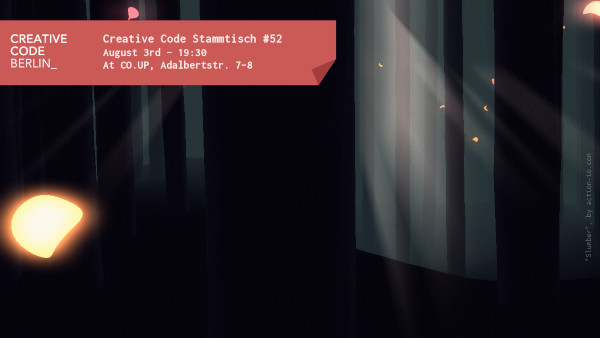 CREATIVE
CODE
BERLIN_
Creative Code Stammtisch #52
August 3rd – 19:30
At CO.UP, Adalbertstr. 7–8
"Slumber", by action-io.com